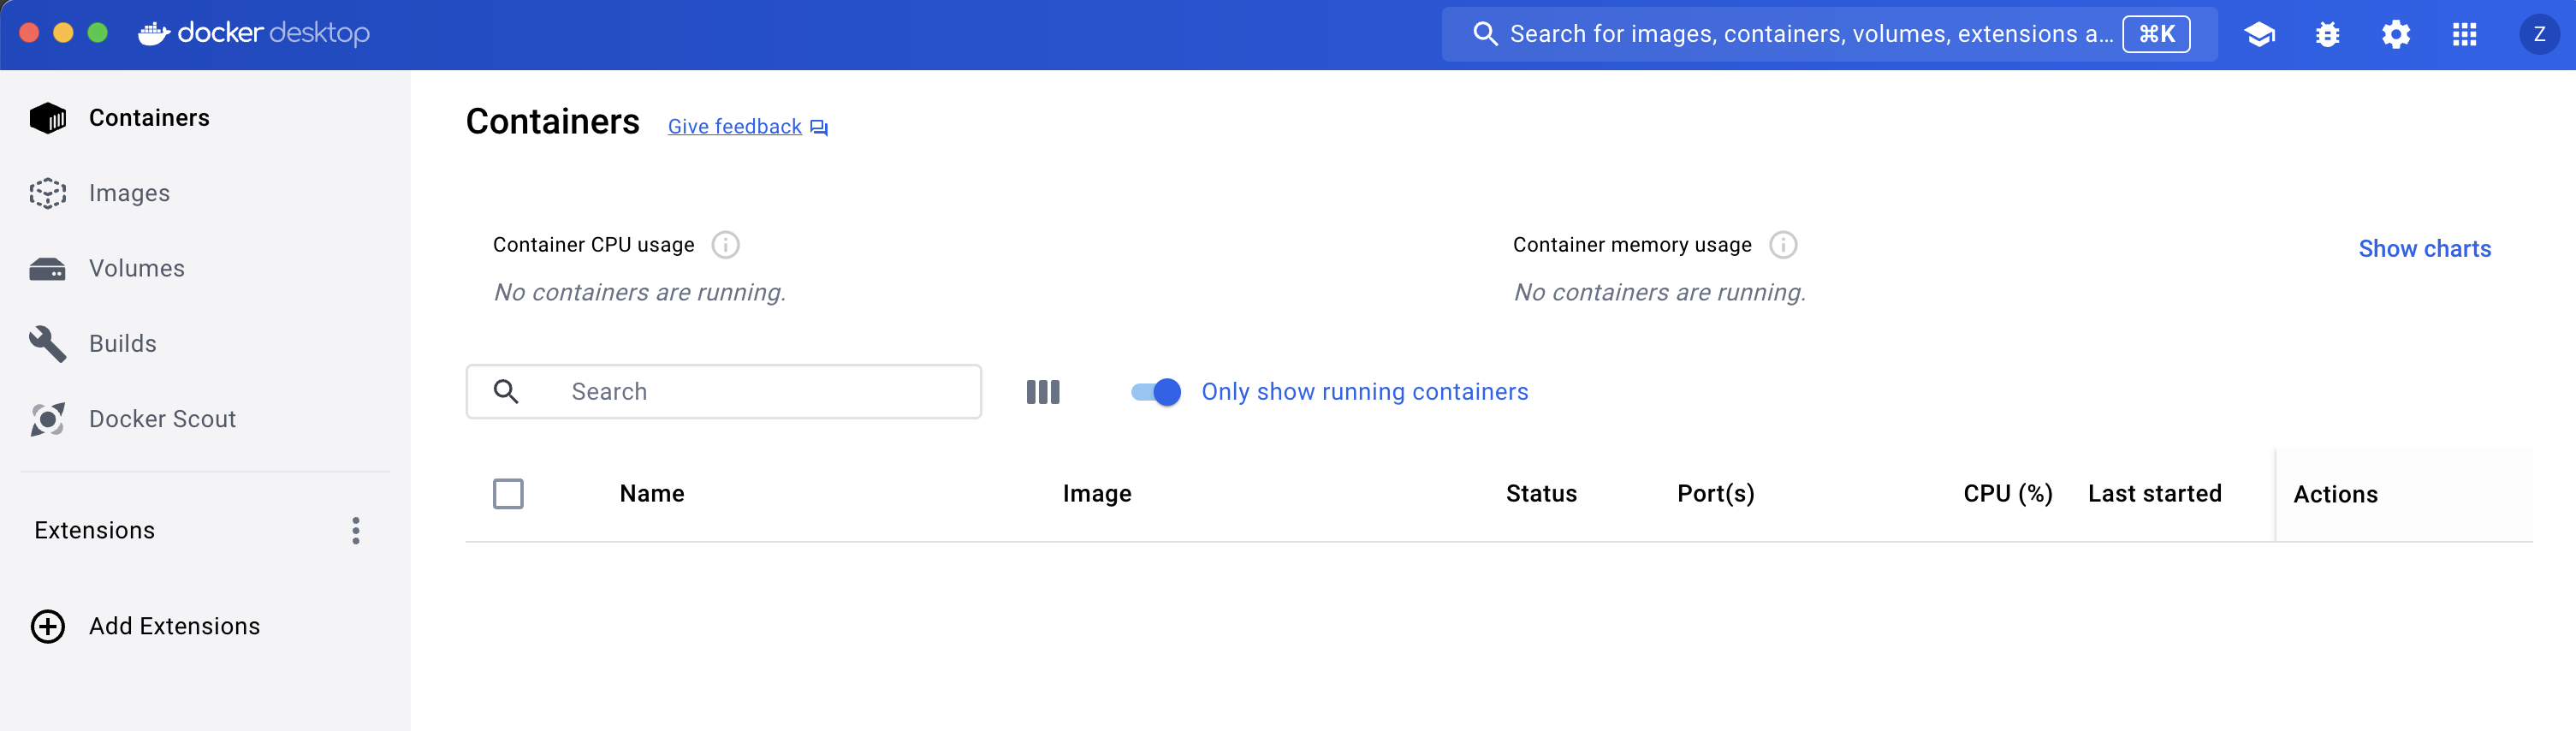 docker desktop
Search for images, containers, volumes, extensions a...
⌘K
Z
Containers
Images
Volumes
Builds
Docker Scout
Extensions
Add Extensions
Containers
Give feedback
Container CPU usage
No containers are running.
Container memory usage
No containers are running.
Show charts
Search
Only show running containers
Name Image Status Port(s) CPU (%) Last started Actions